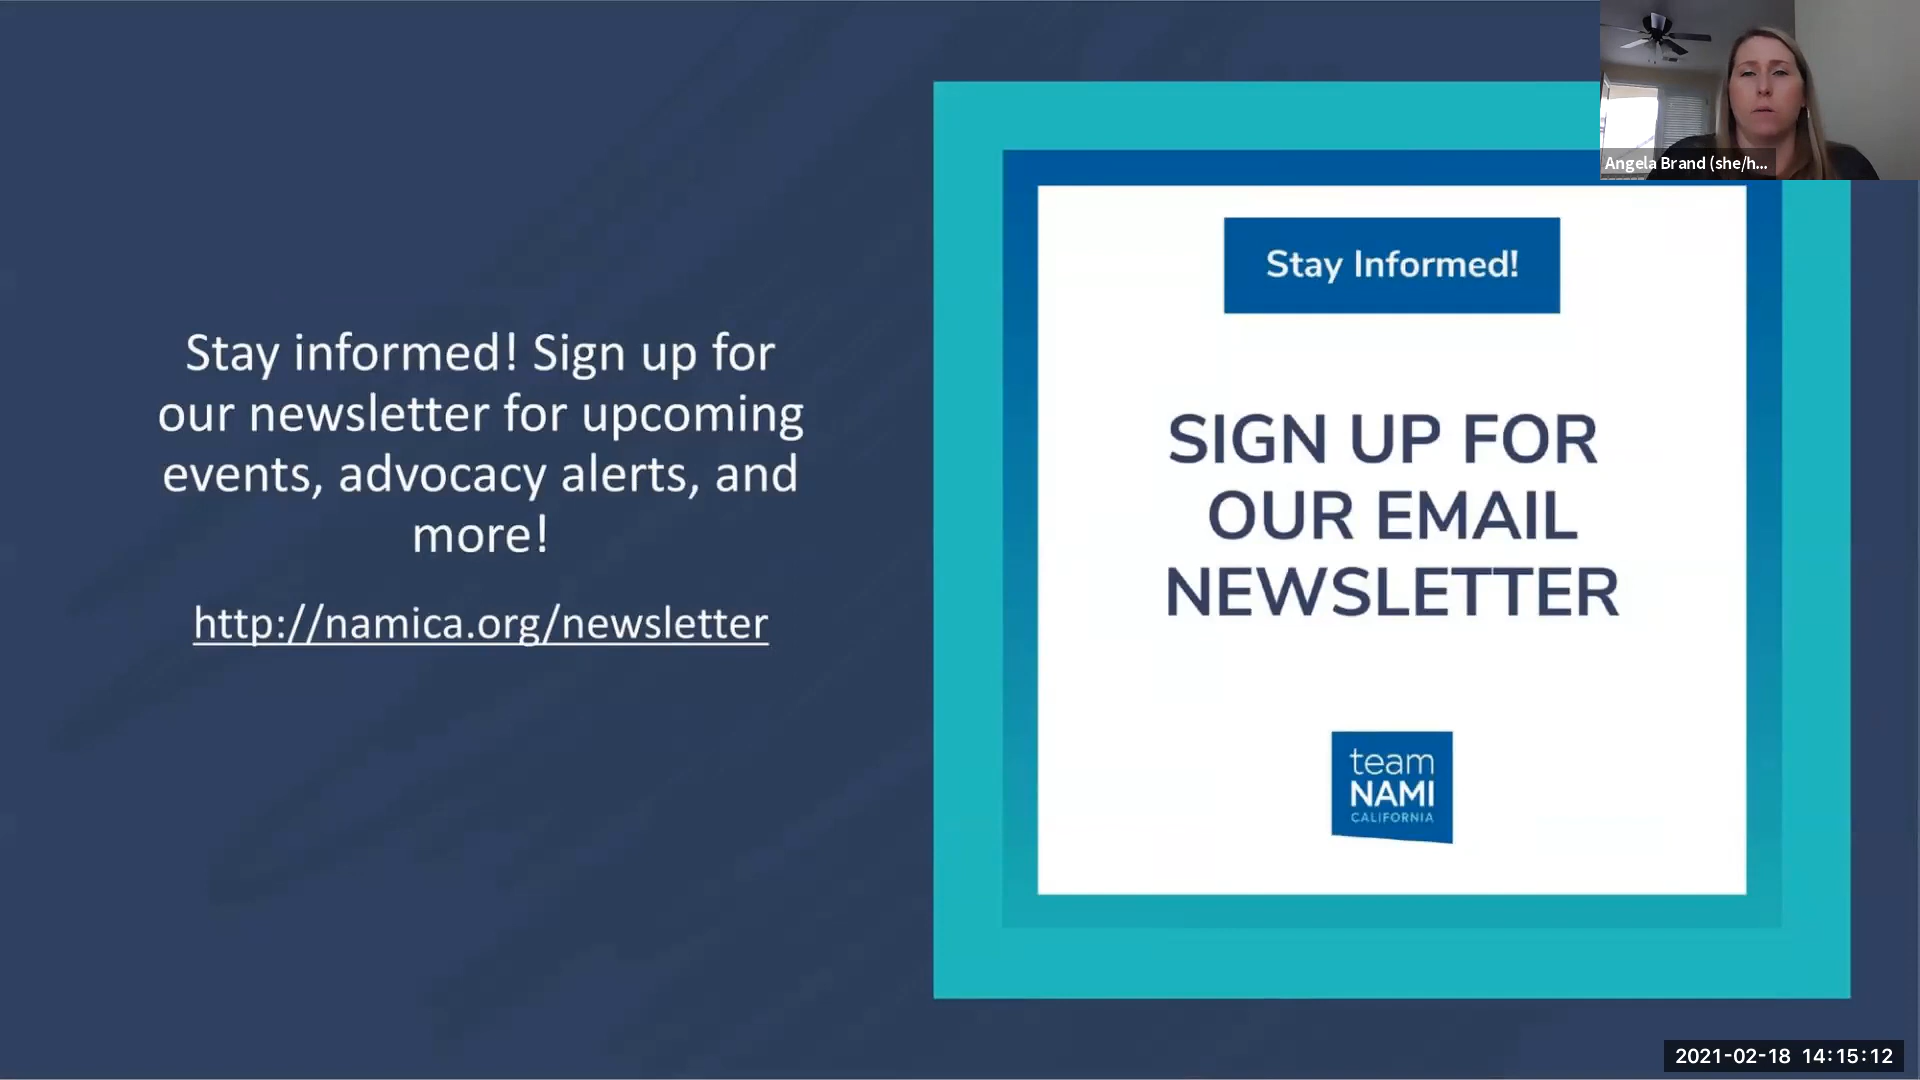 Stay informed! Sign up for
our newsletter for upcoming
events, advocacy alerts, and
more!
http://namica.org/newsletter
Stay Informed!
SIGN UP FOR
OUR EMAIL
NEWSLETTER
team
NAMI
CALIFORNIA
Angela Brand (she/h...
2021-02-18 14:15:12